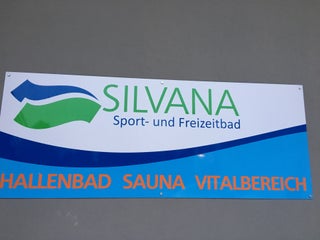 SILVANA
Sport- und Freizeitbad
HALLENBAD SAUNA VITALBEREICH